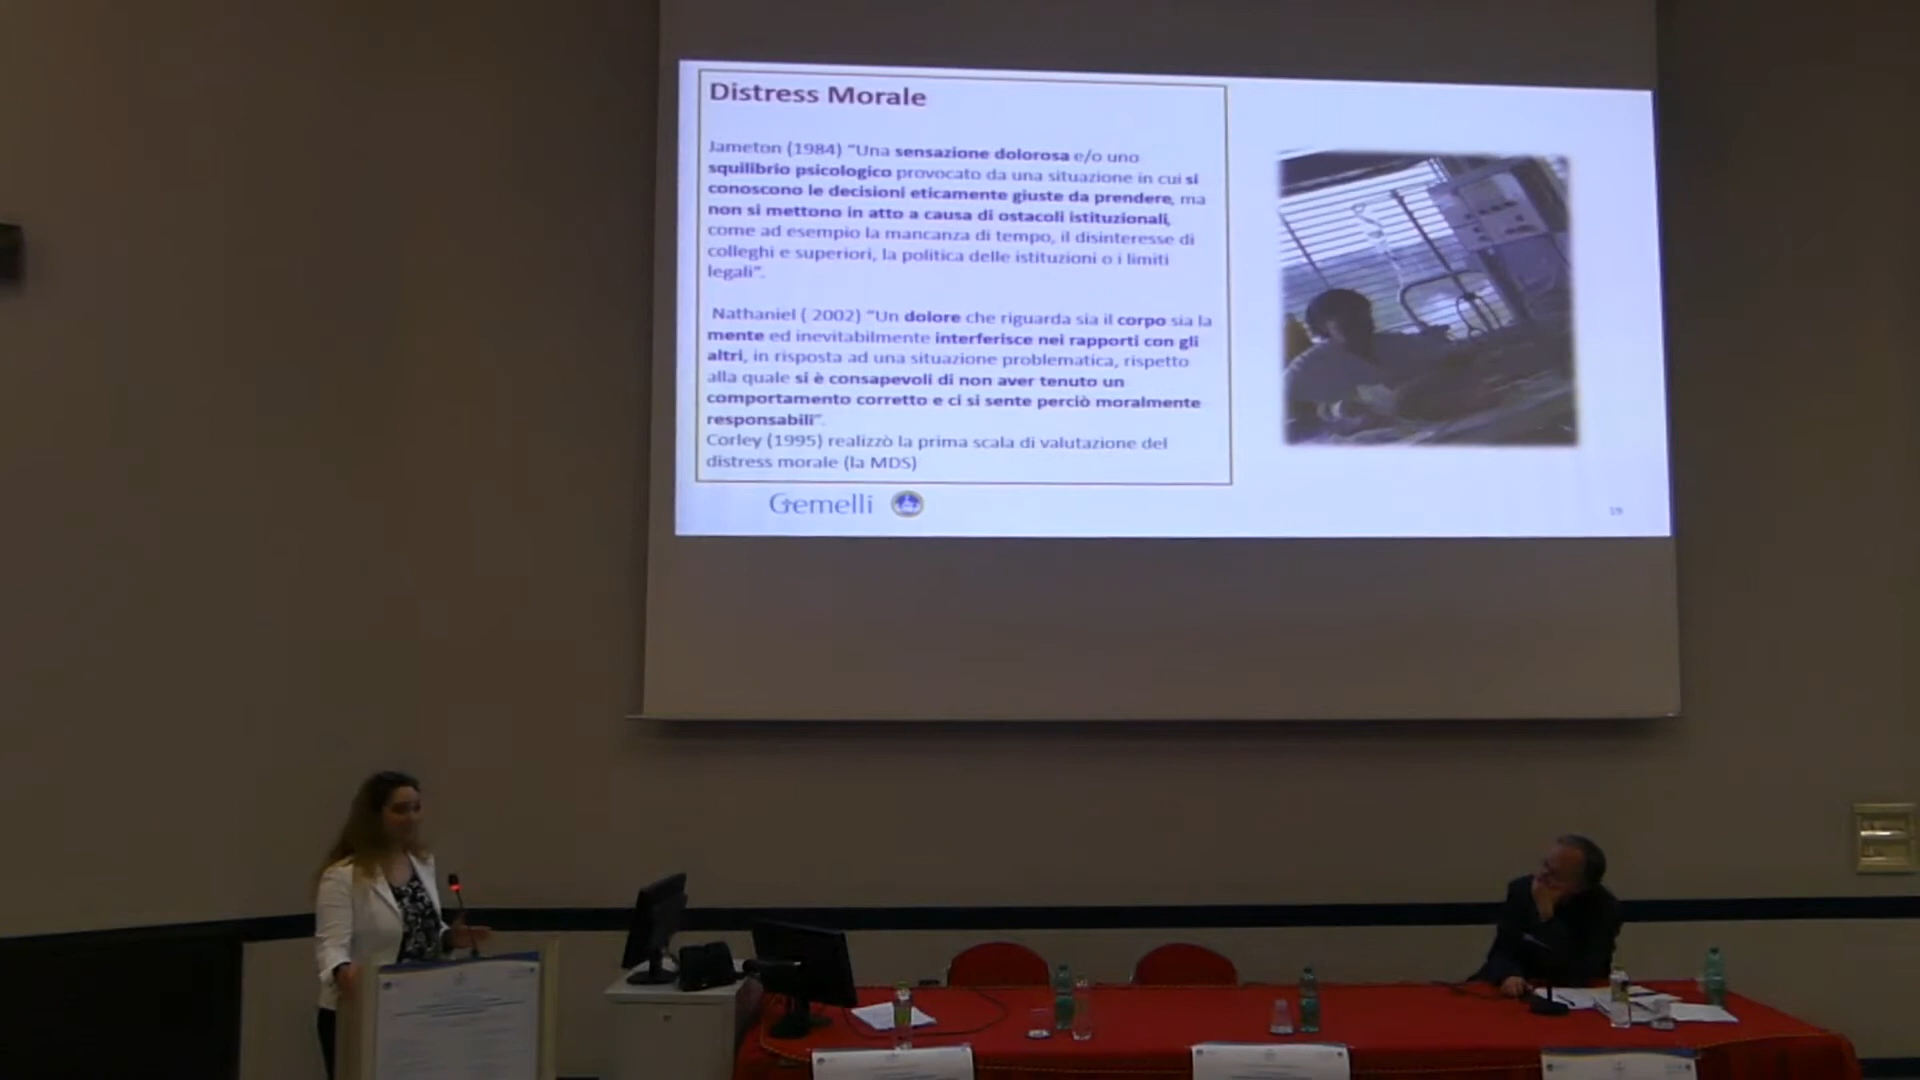 Distress Morale
Jameton (1984) “Una sensazione dolorosa e/o uno
squilibrio psicologico provocato da una situazione in cui si
conoscono le decisioni eticamente giuste da prendere, ma
non si mettono in atto a causa di ostacoli istituzionali,
come ad esempio la mancanza di tempo, il disinteresse di
colleghi e superiori, la politica delle istituzioni o i limiti
legali”.
Nathaniel ( 2002) “Un dolore che riguarda sia il corpo sia la
mente ed inevitabilmente interferisce nei rapporti con gli
altri, in risposta ad una situazione problematica, rispetto
alla quale si è consapevoli di non aver tenuto un
comportamento corretto e ci si sente perciò moralmente
responsabili”.
Corley (1995) realizzò la prima scala di valutazione del
distress morale (la MDS)
Gemelli
19